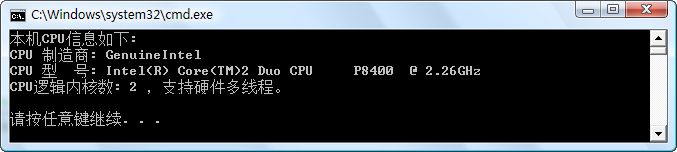 C:\Windows\system32\cmd.exe
本机CPU信息如下:
CPU 制造商: GenuineIntel
CPU 型  号: Intel(R) Core(TM)2 Duo CPU     P8400  @ 2.26GHz
CPU逻辑内核数: 2 ，支持硬件多线程。
请按任意键继续. . .